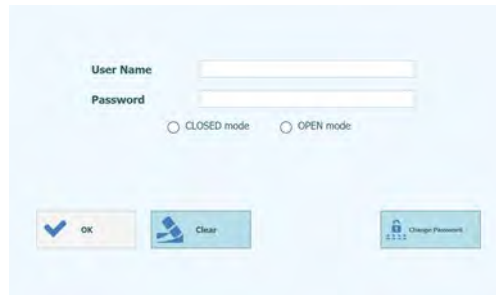 User Name
Password
CLOSED mode OPEN mode
OK Clear Change Password